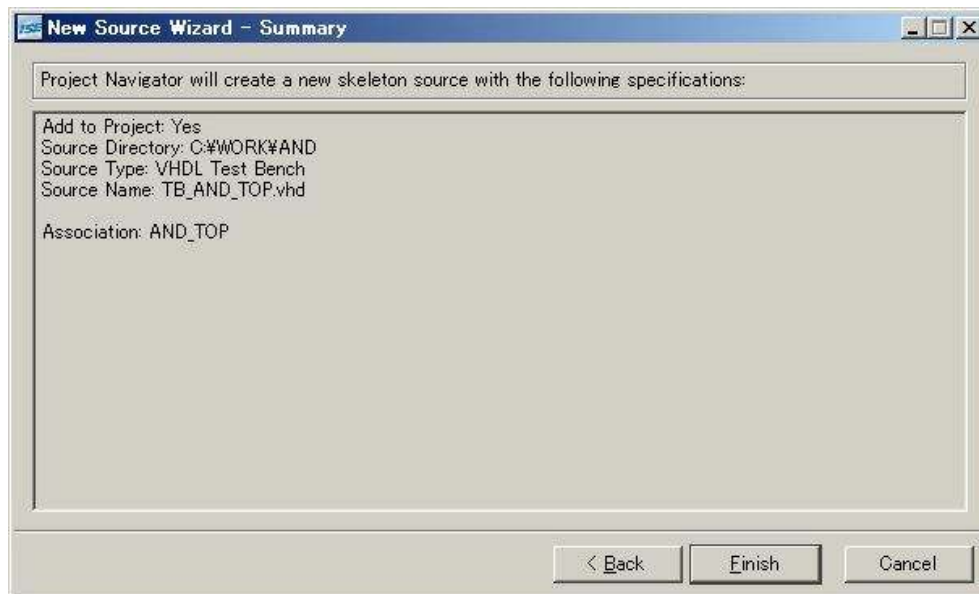 ISE New Source Wizard - Summary
Project Navigator will create a new skeleton source with the following specifications:
Add to Project: Yes
Source Directory: C:¥WORK¥AND
Source Type: VHDL Test Bench
Source Name: TB_AND_TOP.vhd
Association: AND_TOP
< Back Finish Cancel